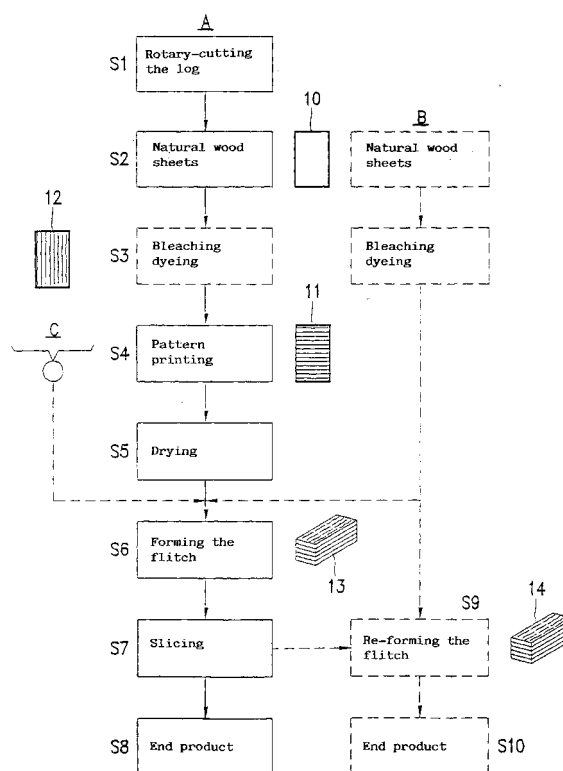 A
S1
Rotary-cutting
the log
10
B
S2
Natural wood
sheets
Natural wood
sheets
12
S3
Bleaching
dyeing
Bleaching
dyeing
11
C
S4
Pattern
printing
S5
Drying
S6
Forming the
flitch
13
S9
14
S7
Slicing
Re-forming the
flitch
S8
End product
End product
S10